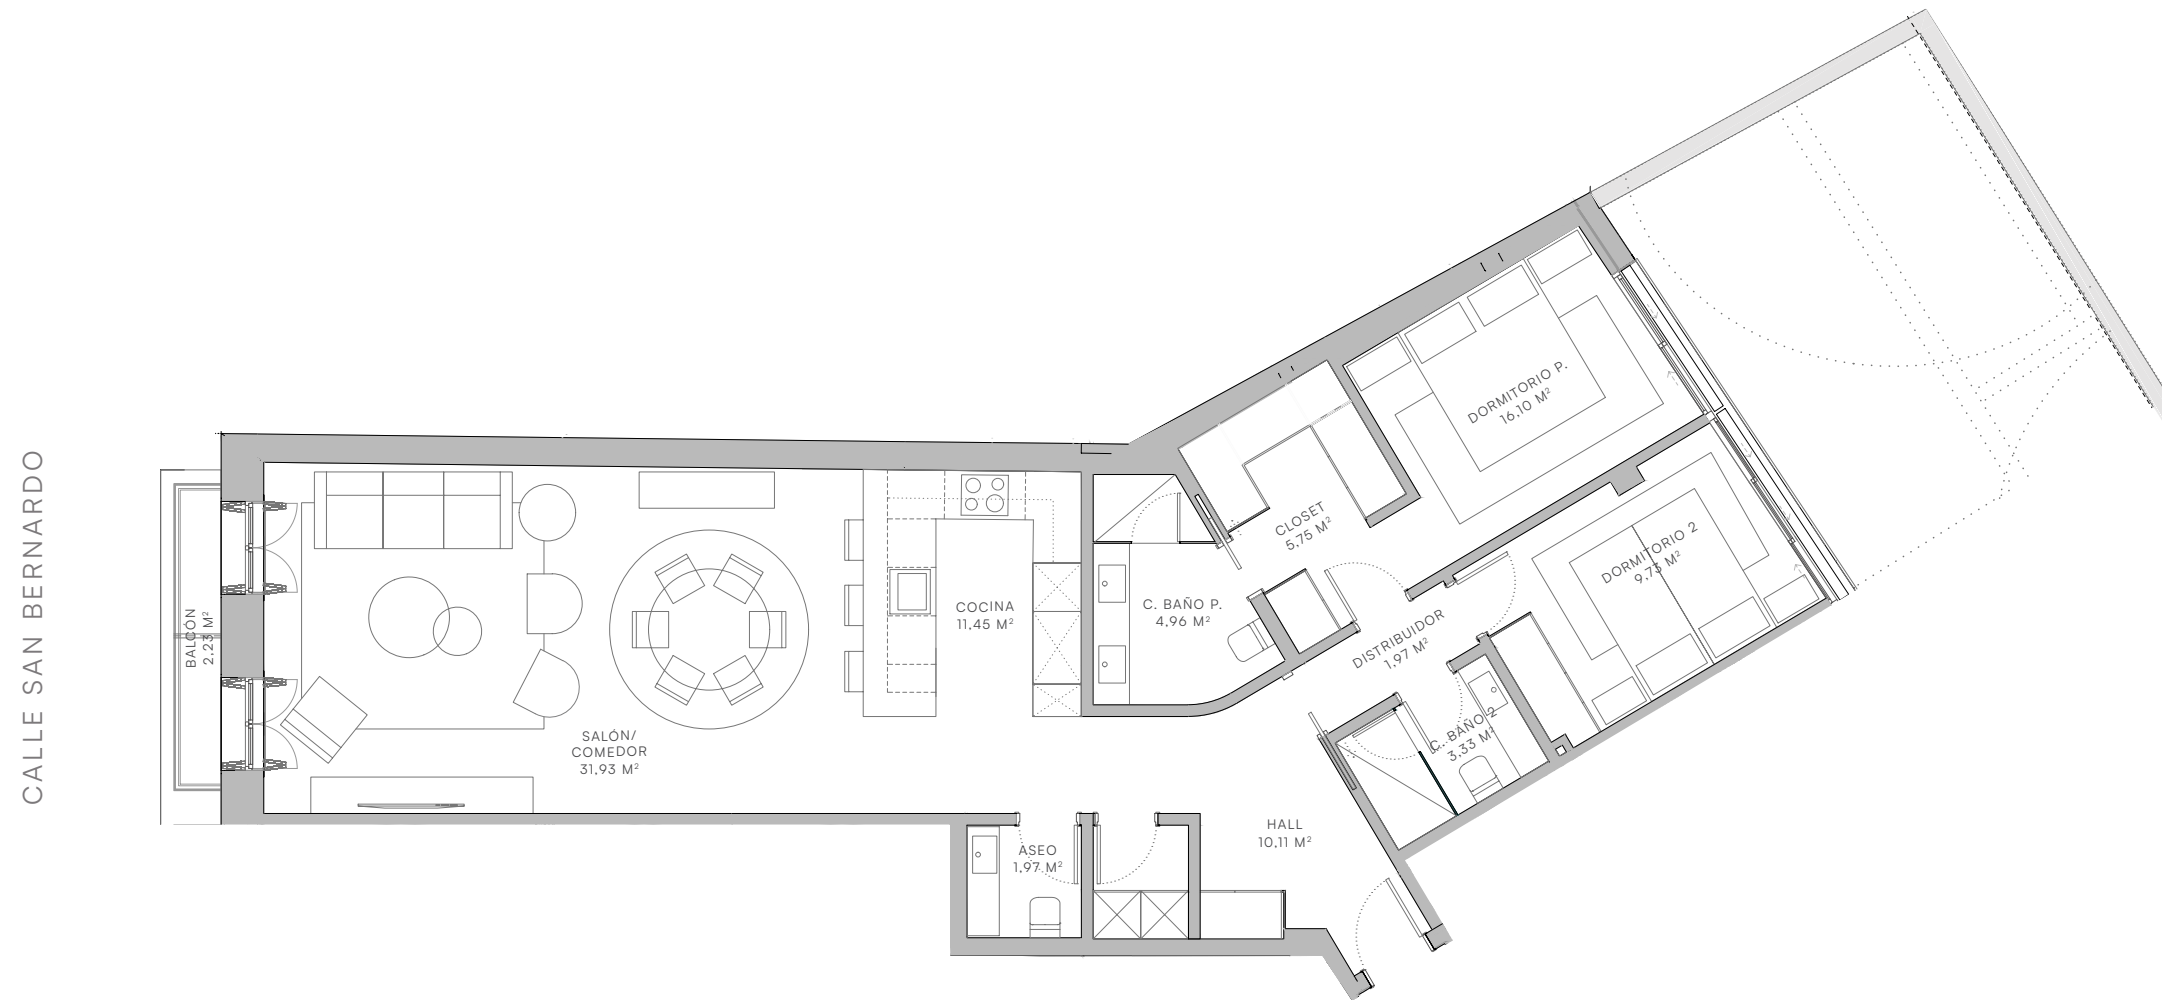 CALLE SAN BERNARDO
BALCÓN
2,23 M²
SALÓN/
COMEDOR
31,93 M²
COCINA
11,45 M²
C. BAÑO P.
4,96 M²
CLOSET
5,75 M²
DORMITORIO P.
16,10 M²
DORMITORIO 2
9,73 M²
DISTRIBUIDOR
1,97 M²
C. BAÑO 2
3,33 M²
HALL
10,11 M²
ASEO
1,97 M²